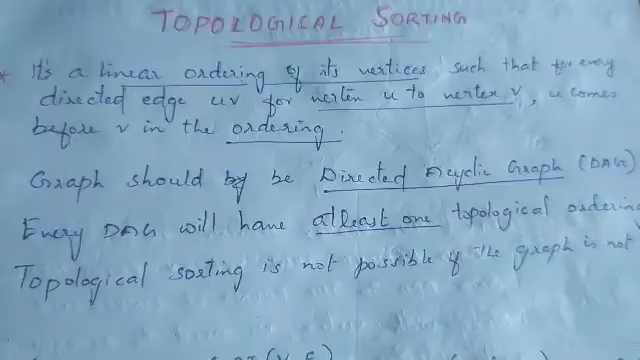 TOPOLOGICAL SORTING
* It's a linear ordering of its vertices, such that for every
directed edge uv for verten u to vertex v, u comes
before v in the ordering.
Graph should by be Directed Acyclic Graph (DAG)
Every DAG will have atleast one topological ordering
Topological sorting is not possible if the graph is not
(V, E)